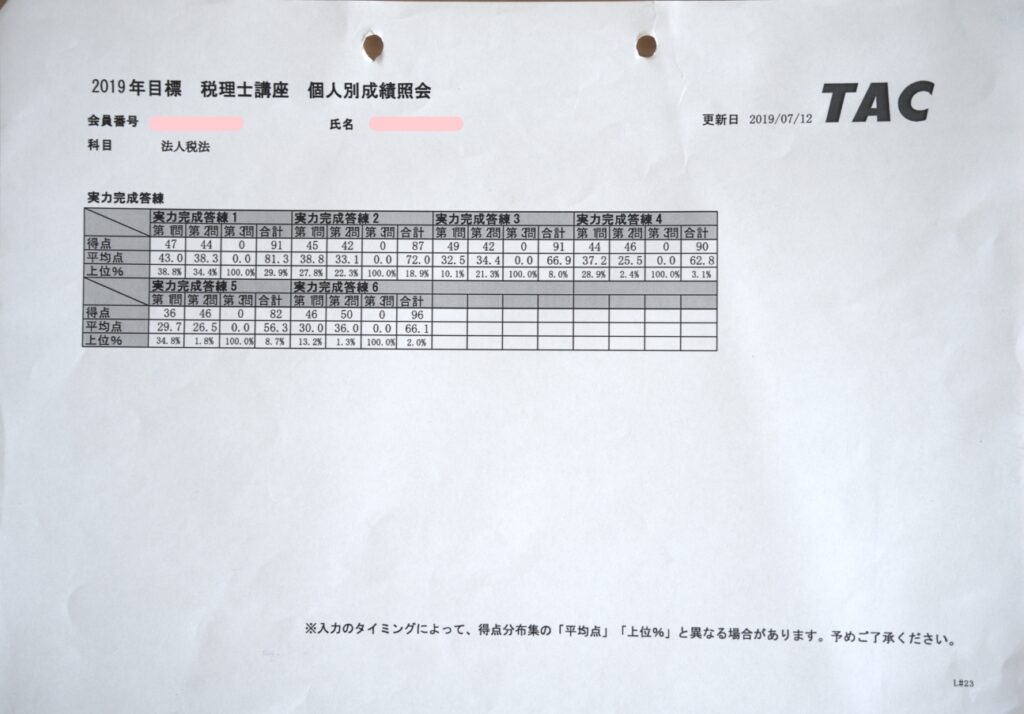 2019年目標 税理士講座 個人別成績照会
TAC
会員番号 氏名 更新日 2019/07/12
科目 法人税法
実力完成答練
実力完成答練1 実力完成答練2 実力完成答練3 実力完成答練4
第1問 第2問 第3問 合計 第1問 第2問 第3問 合計 第1問 第2問 第3問 合計 第1問 第2問 第3問 合計
得点 47 44 0 91 45 42 0 87 49 42 0 91 44 46 0 90
平均点 43.0 38.3 0.0 81.3 38.8 33.1 0.0 72.0 32.5 34.4 0.0 66.9 37.2 25.5 0.0 62.8
上位% 38.8% 34.4% 100.0% 29.9% 27.8% 22.3% 100.0% 18.9% 10.1% 21.3% 100.0% 8.0% 28.9% 2.4% 100.0% 3.1%
実力完成答練5 実力完成答練6
第1問 第2問 第3問 合計 第1問 第2問 第3問 合計
得点 36 46 0 82 46 50 0 96
平均点 29.7 26.5 0.0 56.3 30.0 36.0 0.0 66.1
上位% 34.8% 1.8% 100.0% 8.7% 13.2% 1.3% 100.0% 2.0%
※入力のタイミングによって、得点分布集の「平均点」「上位%」と異なる場合があります。予めご了承ください。
L#23